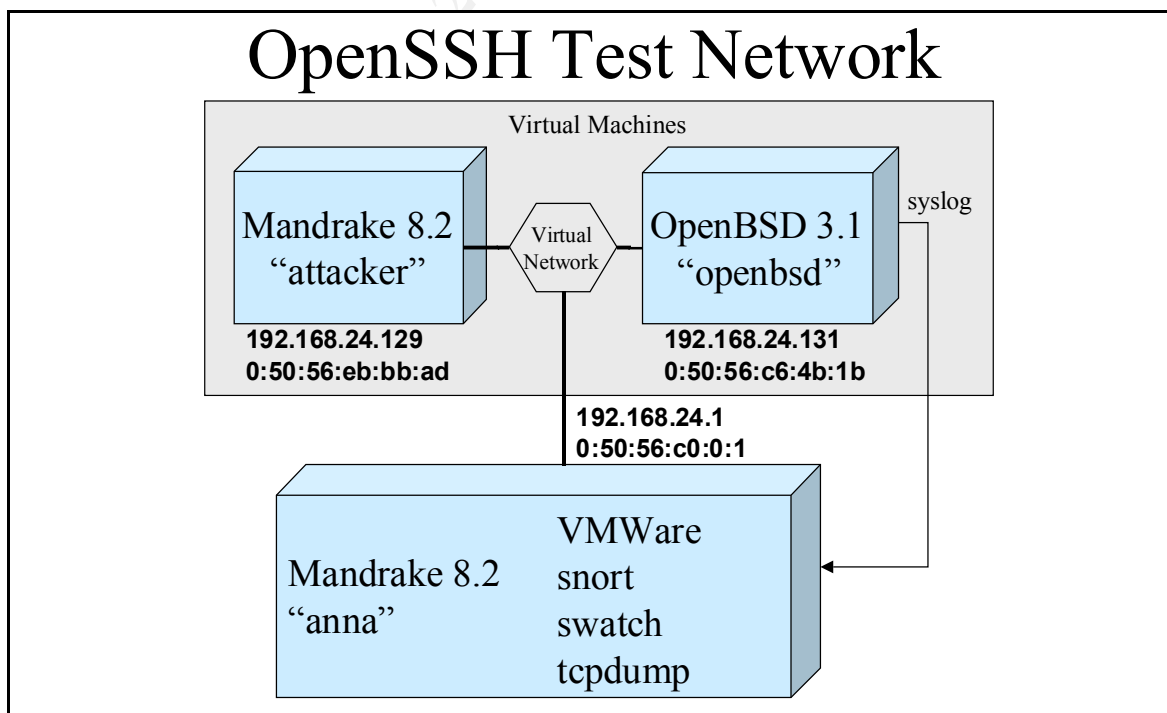 OpenSSH Test Network
Virtual Machines
Mandrake 8.2
“attacker”
Virtual
Network
OpenBSD 3.1
“openbsd”
syslog
192.168.24.129
0:50:56:eb:bb:ad
192.168.24.131
0:50:56:c6:4b:1b
192.168.24.1
0:50:56:c0:0:1
Mandrake 8.2
“anna”
VMWare
snort
swatch
tcpdump